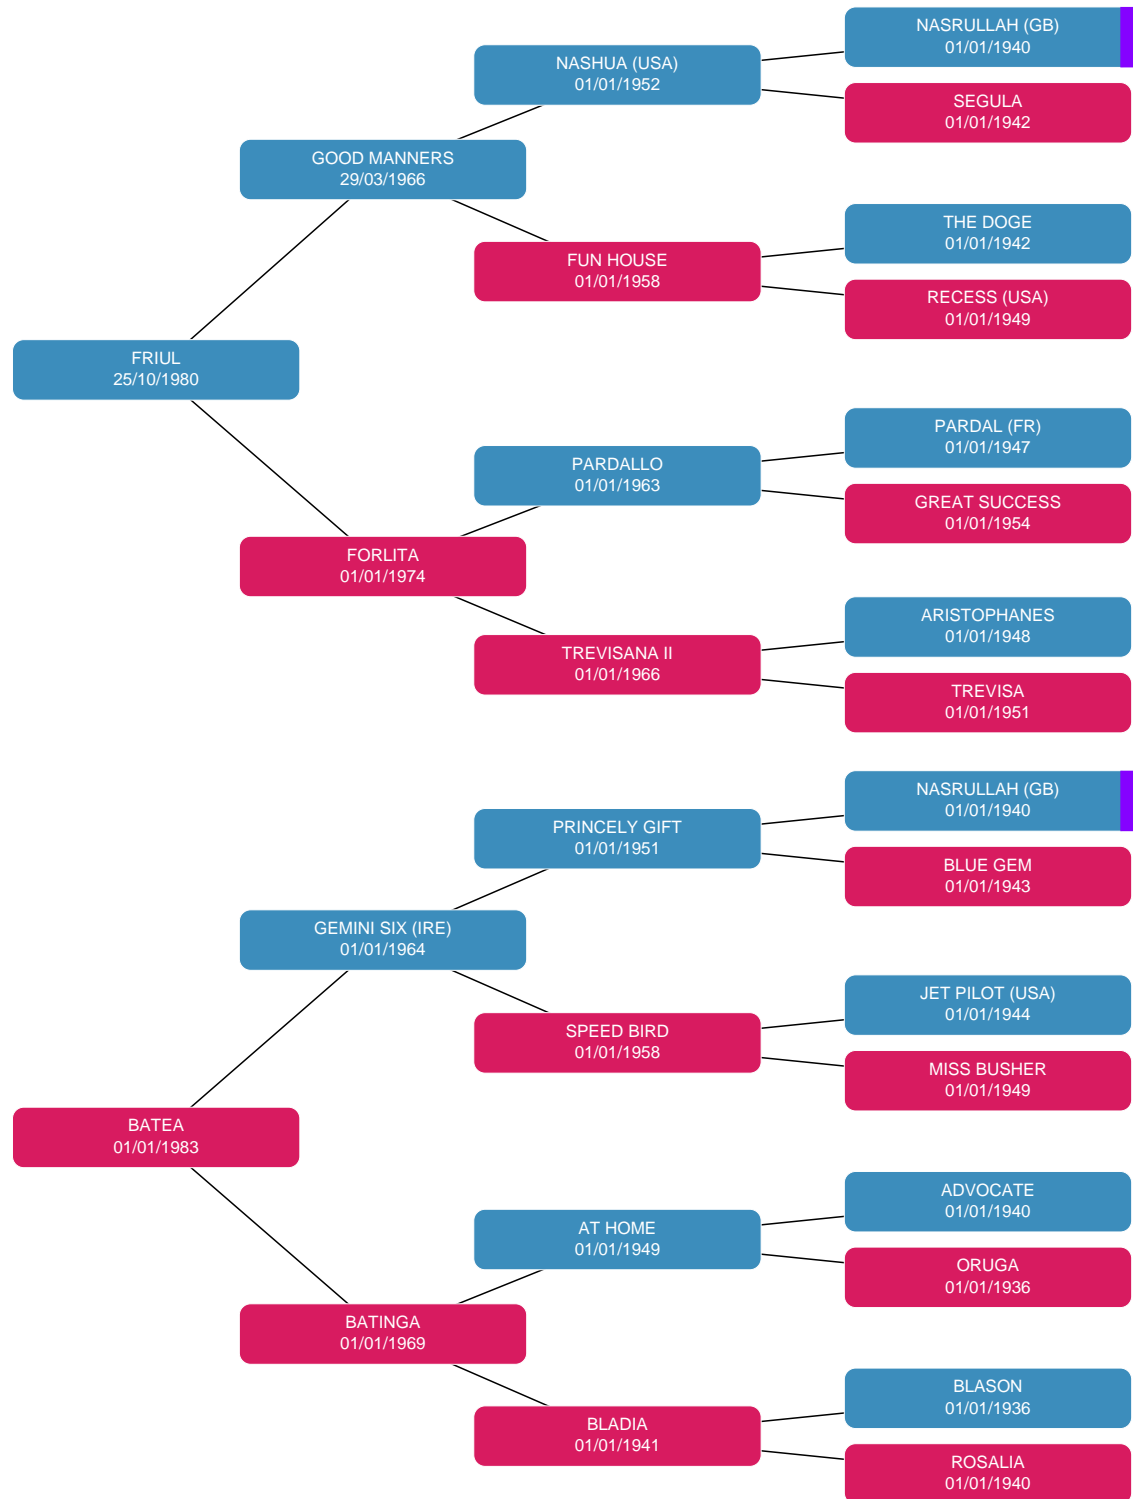 NASRULLAH (GB)
01/01/1940
NASHUA (USA)
01/01/1952
SEGULA
01/01/1942
GOOD MANNERS
29/03/1966
THE DOGE
01/01/1942
FUN HOUSE
01/01/1958
RECESS (USA)
01/01/1949
FRIUL
25/10/1980
PARDAL (FR)
01/01/1947
PARDALLO
01/01/1963
GREAT SUCCESS
01/01/1954
FORLITA
01/01/1974
ARISTOPHANES
01/01/1948
TREVISANA II
01/01/1966
TREVISA
01/01/1951
NASRULLAH (GB)
01/01/1940
PRINCELY GIFT
01/01/1951
BLUE GEM
01/01/1943
GEMINI SIX (IRE)
01/01/1964
JET PILOT (USA)
01/01/1944
SPEED BIRD
01/01/1958
MISS BUSHER
01/01/1949
BATEA
01/01/1983
ADVOCATE
01/01/1940
AT HOME
01/01/1949
ORUGA
01/01/1936
BATINGA
01/01/1969
BLASON
01/01/1936
BLADIA
01/01/1941
ROSALIA
01/01/1940